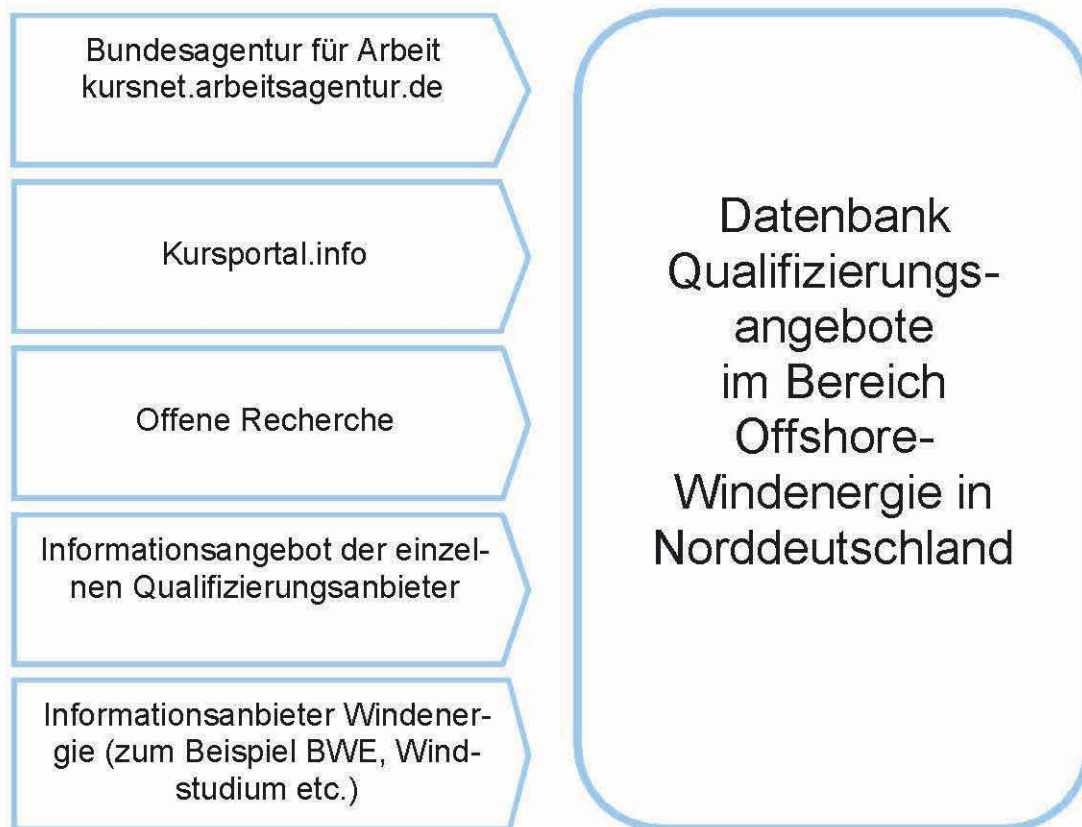 Bundesagentur für Arbeit
kursnet.arbeitsagentur.de
Kursportal.info
Offene Recherche
Informationsangebot der einzel-
nen Qualifizierungsanbieter
Informationsanbieter Windener-
gie (zum Beispiel BWE, Wind-
studium etc.)
Datenbank
Qualifizierungs-
angebote
im Bereich
Offshore-
Windenergie in
Norddeutschland